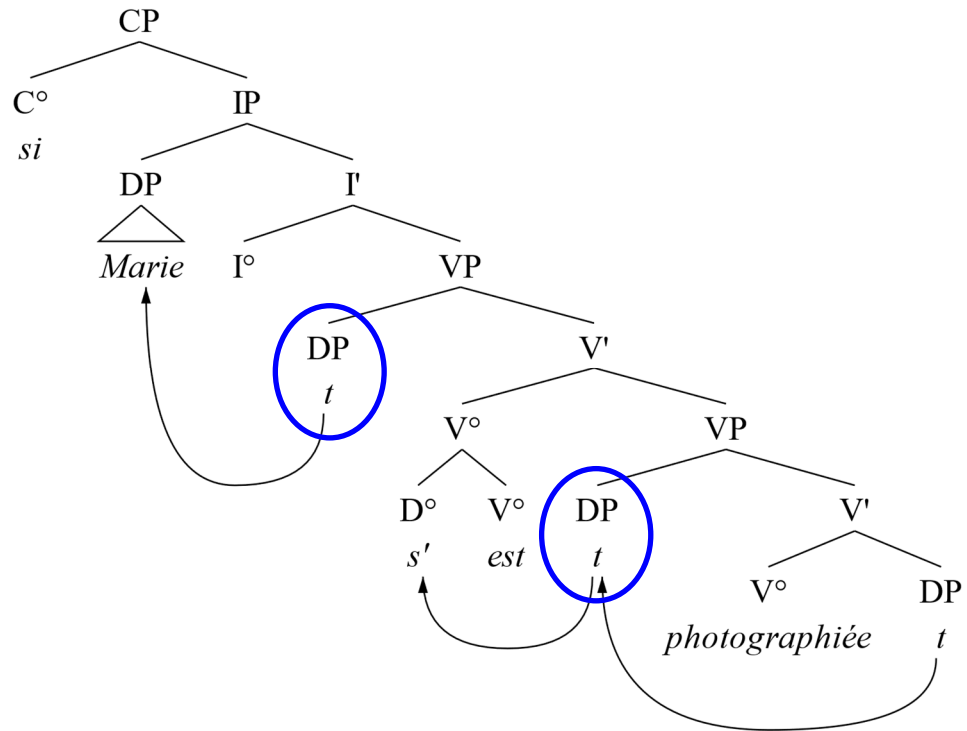 CP
C° IP
si
DP I'
Marie I° VP
DP V'
t
V° VP
D° V° DP V'
s' est t
V° DP
photographiée t